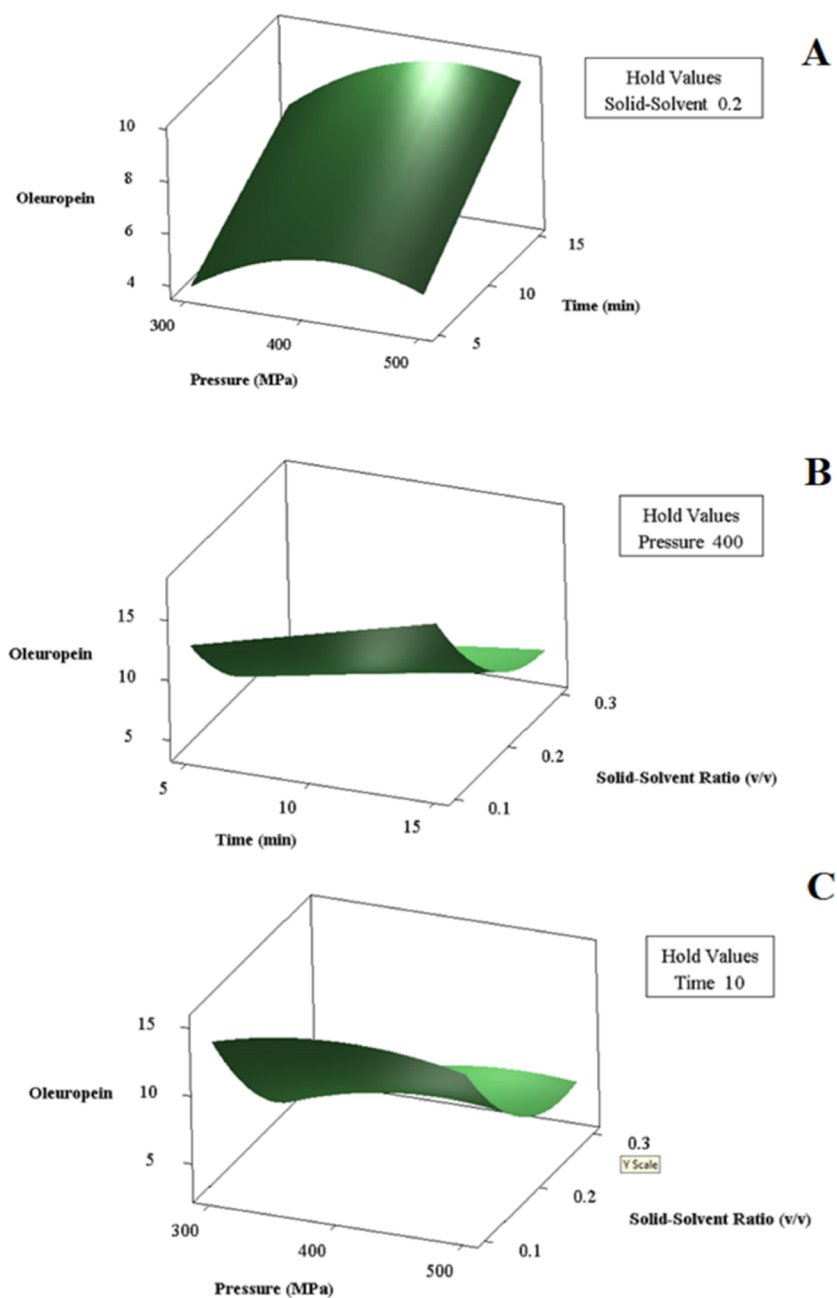 A
Hold Values
Solid-Solvent 0.2
10
8
Oleuropein
6
4
15
10
Time (min)
300
5
400
500
Pressure (MPa)
B
Hold Values
Pressure 400
15
Oleuropein
10
5
0.3
0.2
Solid-Solvent Ratio (v/v)
5
0.1
10
15
Time (min)
C
Hold Values
Time 10
15
Oleuropein
10
5
0.3
Y Scale
0.2
Solid-Solvent Ratio (v/v)
300
0.1
400
500
Pressure (MPa)